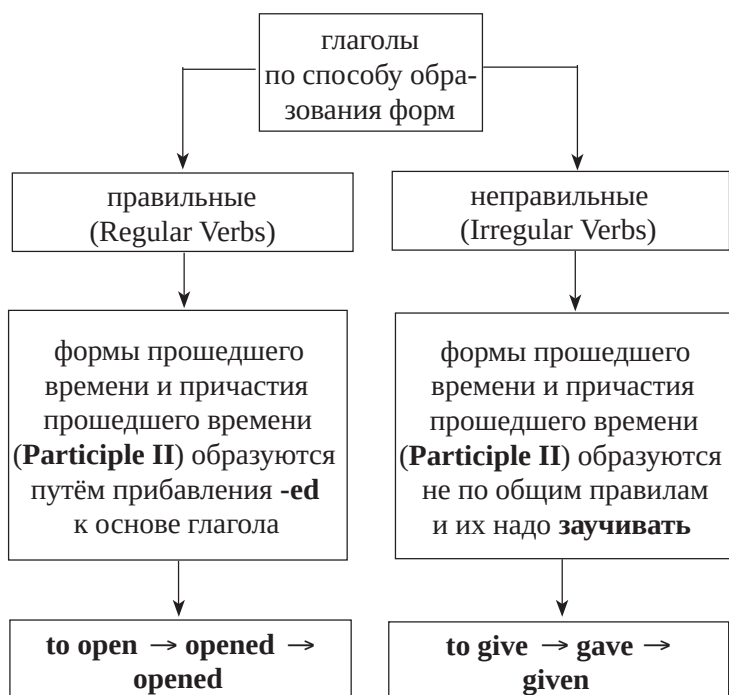 глаголы
по способу обра-
зования форм
правильные
(Regular Verbs)
неправильные
(Irregular Verbs)
формы прошедшего
времени и причастия
прошедшего времени
(Participle II) образуются
путём прибавления -ed
к основе глагола
формы прошедшего
времени и причастия
прошедшего времени
(Participle II) образуются
не по общим правилам
и их надо заучивать
to open → opened →
opened
to give → gave →
given